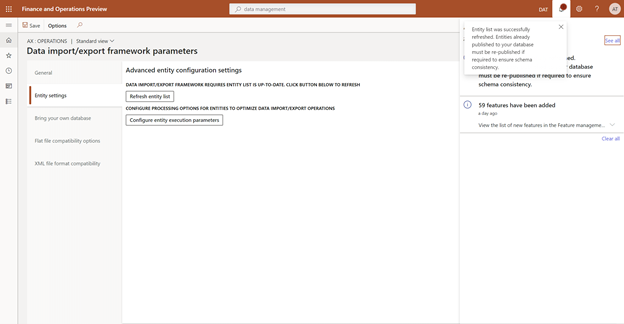 Finance and Operations Preview
data management
DAT
AT
Save
Options
Entity list was successfully
refreshed. Entities already
published to your database
must be re-published if
required to ensure schema
consistency.
See all
AX : OPERATIONS | Standard view
Data import/export framework parameters
General
Entity settings
Bring your own database
Flat file compatibility options
XML file format compatibility
Advanced entity configuration settings
DATA IMPORT/EXPORT FRAMEWORK REQUIRES ENTITY LIST IS UP-TO-DATE. CLICK BUTTON BELOW TO REFRESH
Refresh entity list
CONFIGURE PROCESSING OPTIONS FOR ENTITIES TO OPTIMIZE DATA IMPORT/EXPORT OPERATIONS
Configure entity execution parameters
database
must be re-published if required to ensure
schema consistency.
59 features have been added
a day ago
View the list of new features in the Feature manageme...
Clear all